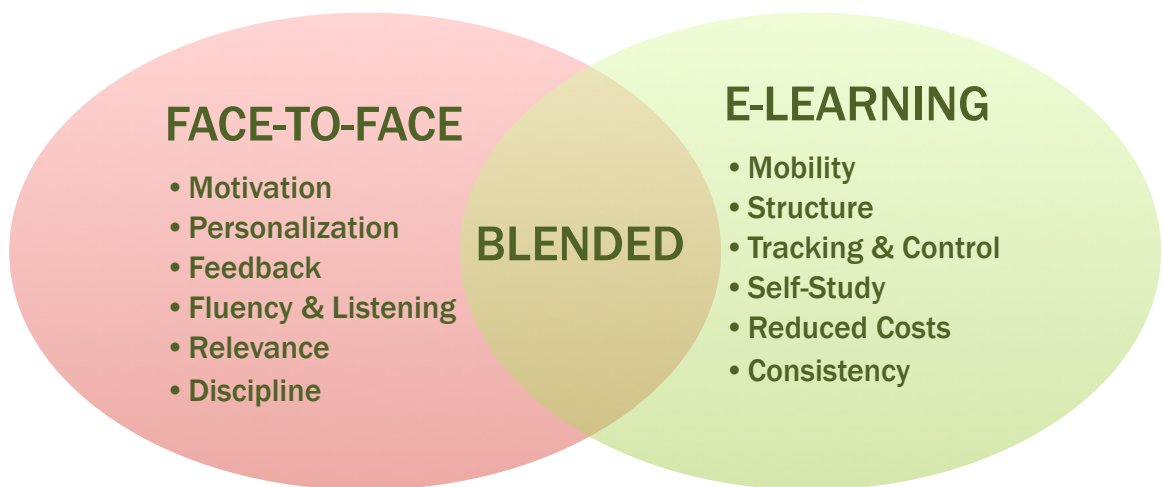 FACE-TO-FACE
• Motivation
• Personalization
• Feedback
• Fluency & Listening
• Relevance
• Discipline
BLENDED
E-LEARNING
• Mobility
• Structure
• Tracking & Control
• Self-Study
• Reduced Costs
• Consistency